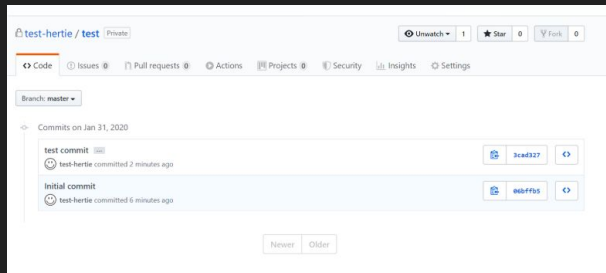 test-hertie / test Private
Unwatch 1 Star 0 Fork 0
Code Issues 0 Pull requests 0 Actions Projects 0 Security Insights Settings
Branch: master
Commits on Jan 31, 2020
test commit ...
test-hertie committed 2 minutes ago
3cad327
Initial commit
test-hertie committed 6 minutes ago
06bffb5
Newer Older